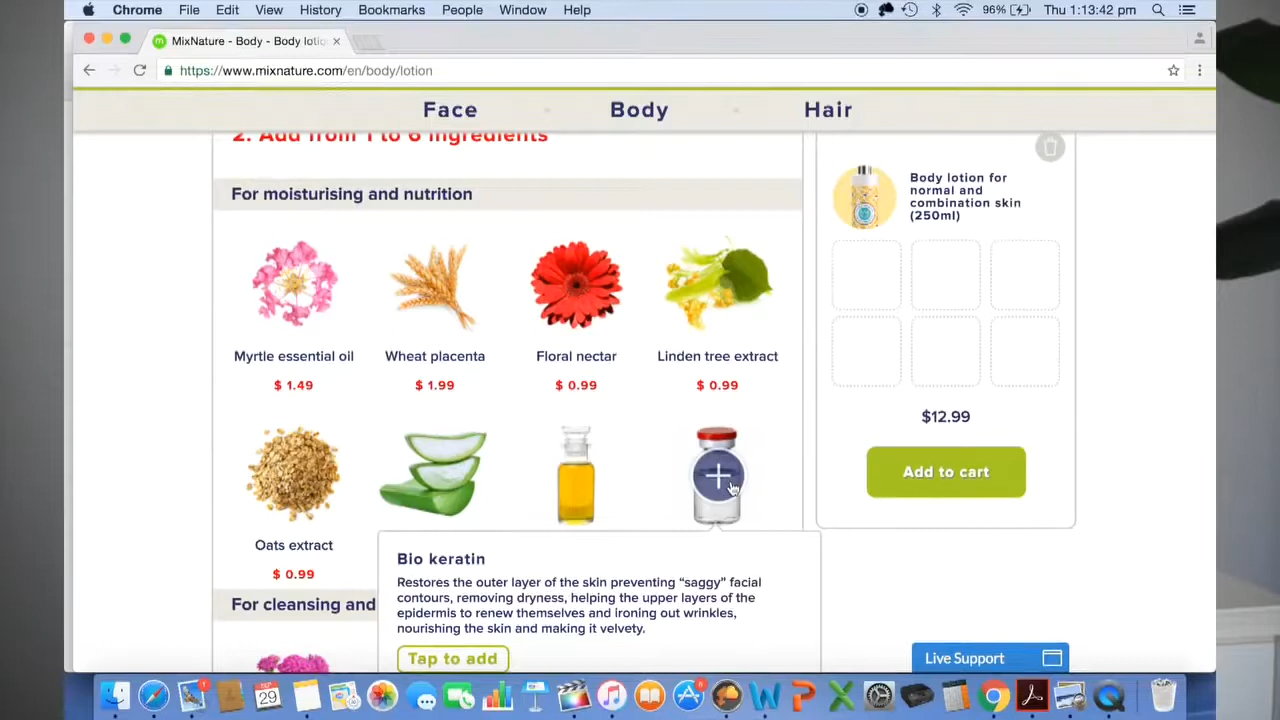 Chrome File Edit View History Bookmarks People Window Help 96% Thu 1:13:42 pm
MixNature - Body - Body lotio
https://www.mixnature.com/en/body/lotion
Face Body Hair
2. Add from 1 to 6 ingredients
For moisturising and nutrition
Myrtle essential oil
$ 1.49
Wheat placenta
$ 1.99
Floral nectar
$ 0.99
Linden tree extract
$ 0.99
Oats extract
$ 0.99
For cleansing and
Bio keratin
Restores the outer layer of the skin preventing “saggy” facial
contours, removing dryness, helping the upper layers of the
epidermis to renew themselves and ironing out wrinkles,
nourishing the skin and making it velvety.
Tap to add
Body lotion for
normal and
combination skin
(250ml)
$12.99
Add to cart
Live Support
29